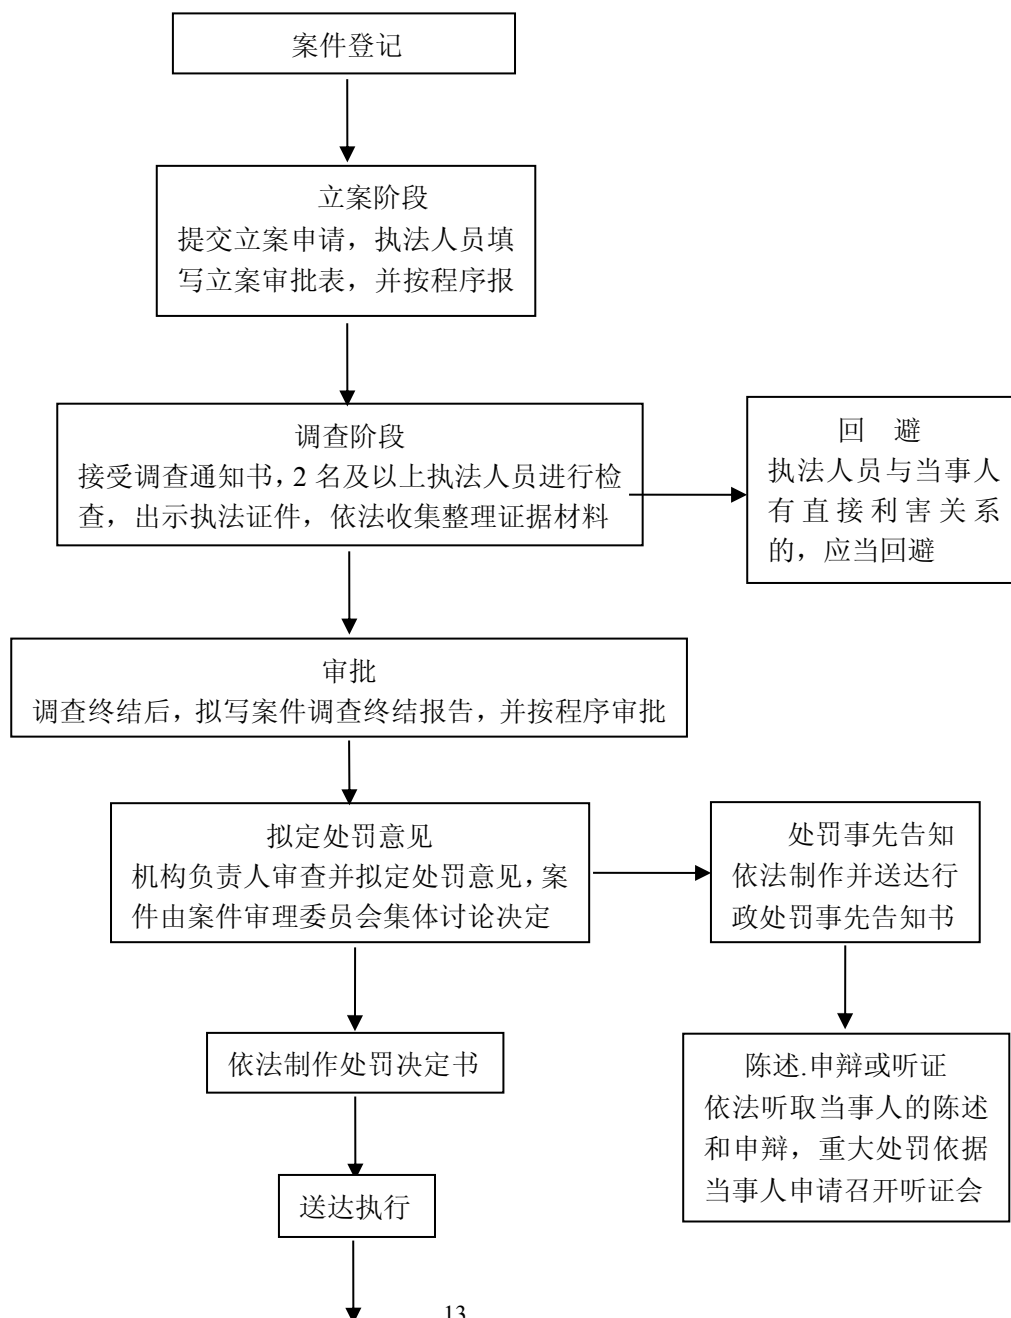 案件登记
立案阶段
提交立案申请，执法人员填
写立案审批表，并按程序报
调查阶段
接受调查通知书，2 名及以上执法人员进行检
查，出示执法证件，依法收集整理证据材料
回 避
执法人员与当事人
有直接利害关系
的，应当回避
审批
调查终结后，拟写案件调查终结报告，并按程序审批
拟定处罚意见
机构负责人审查并拟定处罚意见，案
件由案件审理委员会集体讨论决定
处罚事先告知
依法制作并送达行
政处罚事先告知书
依法制作处罚决定书
陈述.申辩或听证
依法听取当事人的陈述
和申辩，重大处罚依据
当事人申请召开听证会
送达执行
13